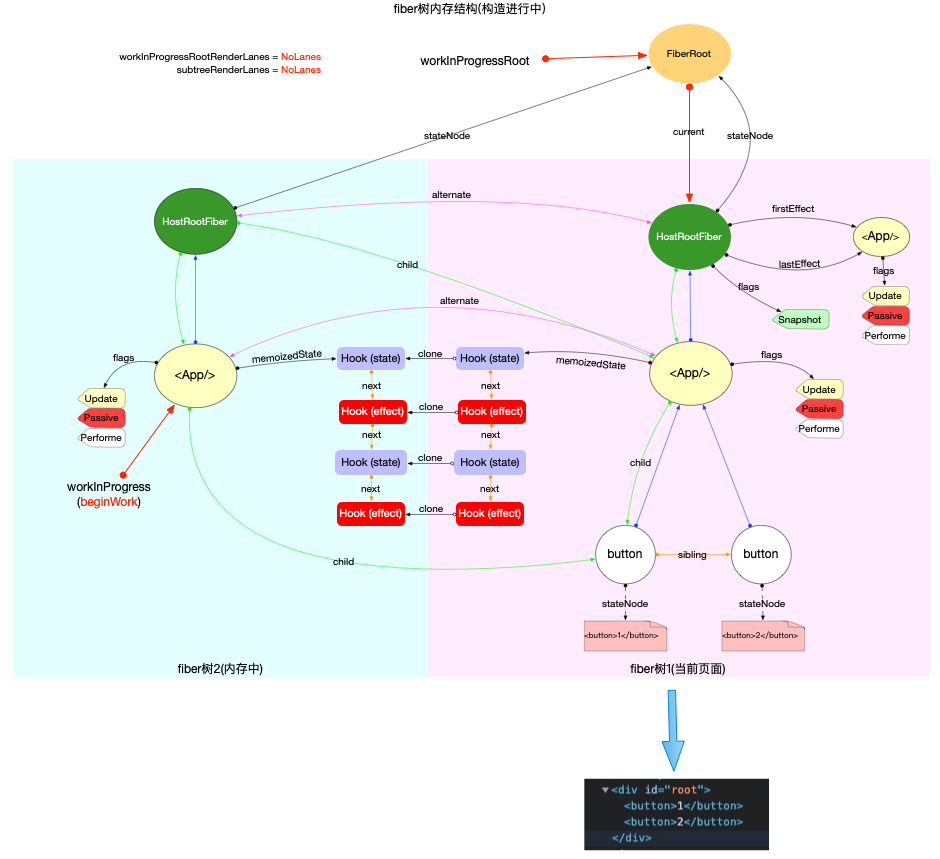 fiber树内存结构(构造进行中)
workInProgressRootRenderLanes = NoLanes
subtreeRenderLanes = NoLanes
workInProgressRoot
FiberRoot
stateNode
current
stateNode
HostRootFiber
alternate
HostRootFiber
firstEffect
<App/>
lastEffect
flags
Update
Passive
Performe
flags
Snapshot
child
alternate
<App/>
flags
Update
Passive
Performe
memoizedState
Hook (state)
clone
Hook (state)
memoizedState
<App/>
flags
Update
Passive
Performe
next
next
Hook (effect)
clone
Hook (effect)
next
next
Hook (state)
clone
Hook (state)
next
next
Hook (effect)
clone
Hook (effect)
workInProgress
(beginWork)
child
child
button
sibling
button
stateNode
stateNode
<button>1</button>
<button>2</button>
fiber树2(内存中)
fiber树1(当前页面)
<div id="root">
<button>1</button>
<button>2</button>
</div>